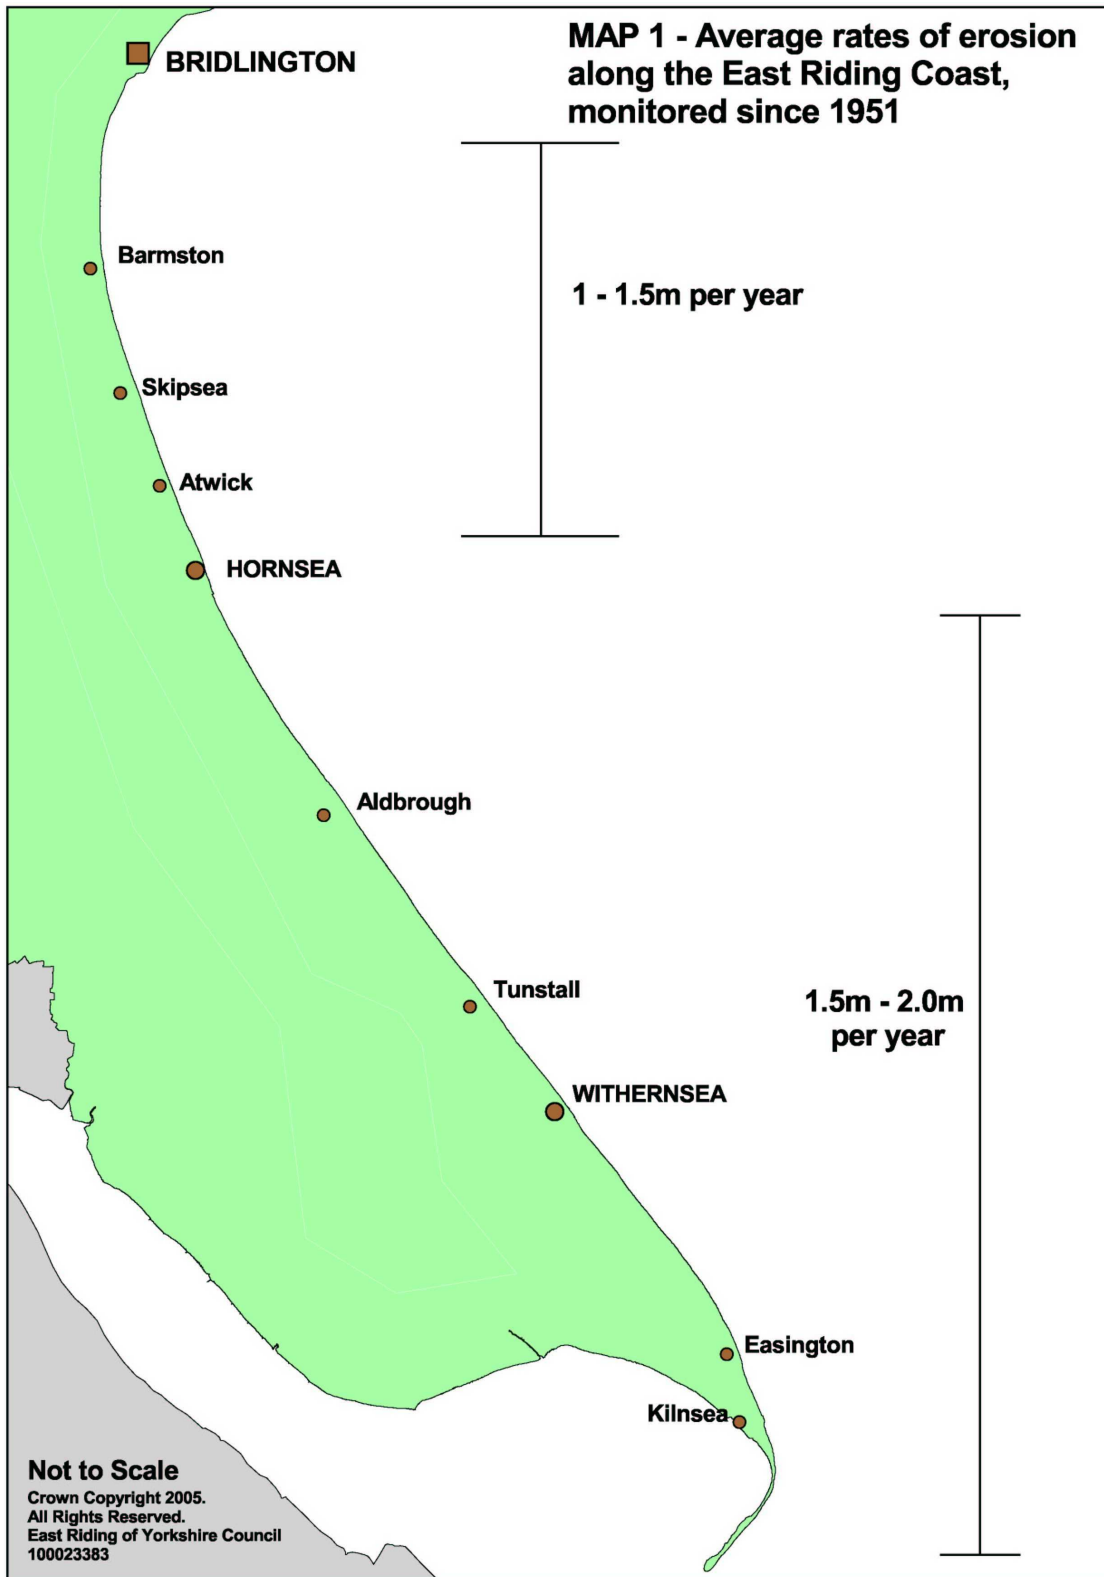 MAP 1 - Average rates of erosion
along the East Riding Coast,
monitored since 1951
BRIDLINGTON
Barmston
1 - 1.5m per year
Skipsea
Atwick
HORNSEA
Aldbrough
Tunstall
1.5m - 2.0m
per year
WITHERNSEA
Easington
Kilnsea
Not to Scale
Crown Copyright 2005.
All Rights Reserved.
East Riding of Yorkshire Council
100023383